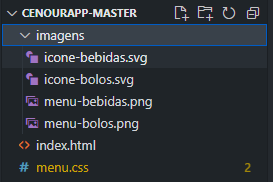 CENOURAPP-MASTER
imagens
icone-bebidas.svg
icone-bolos.svg
menu-bebidas.png
menu-bolos.png
index.html
menu.css 2